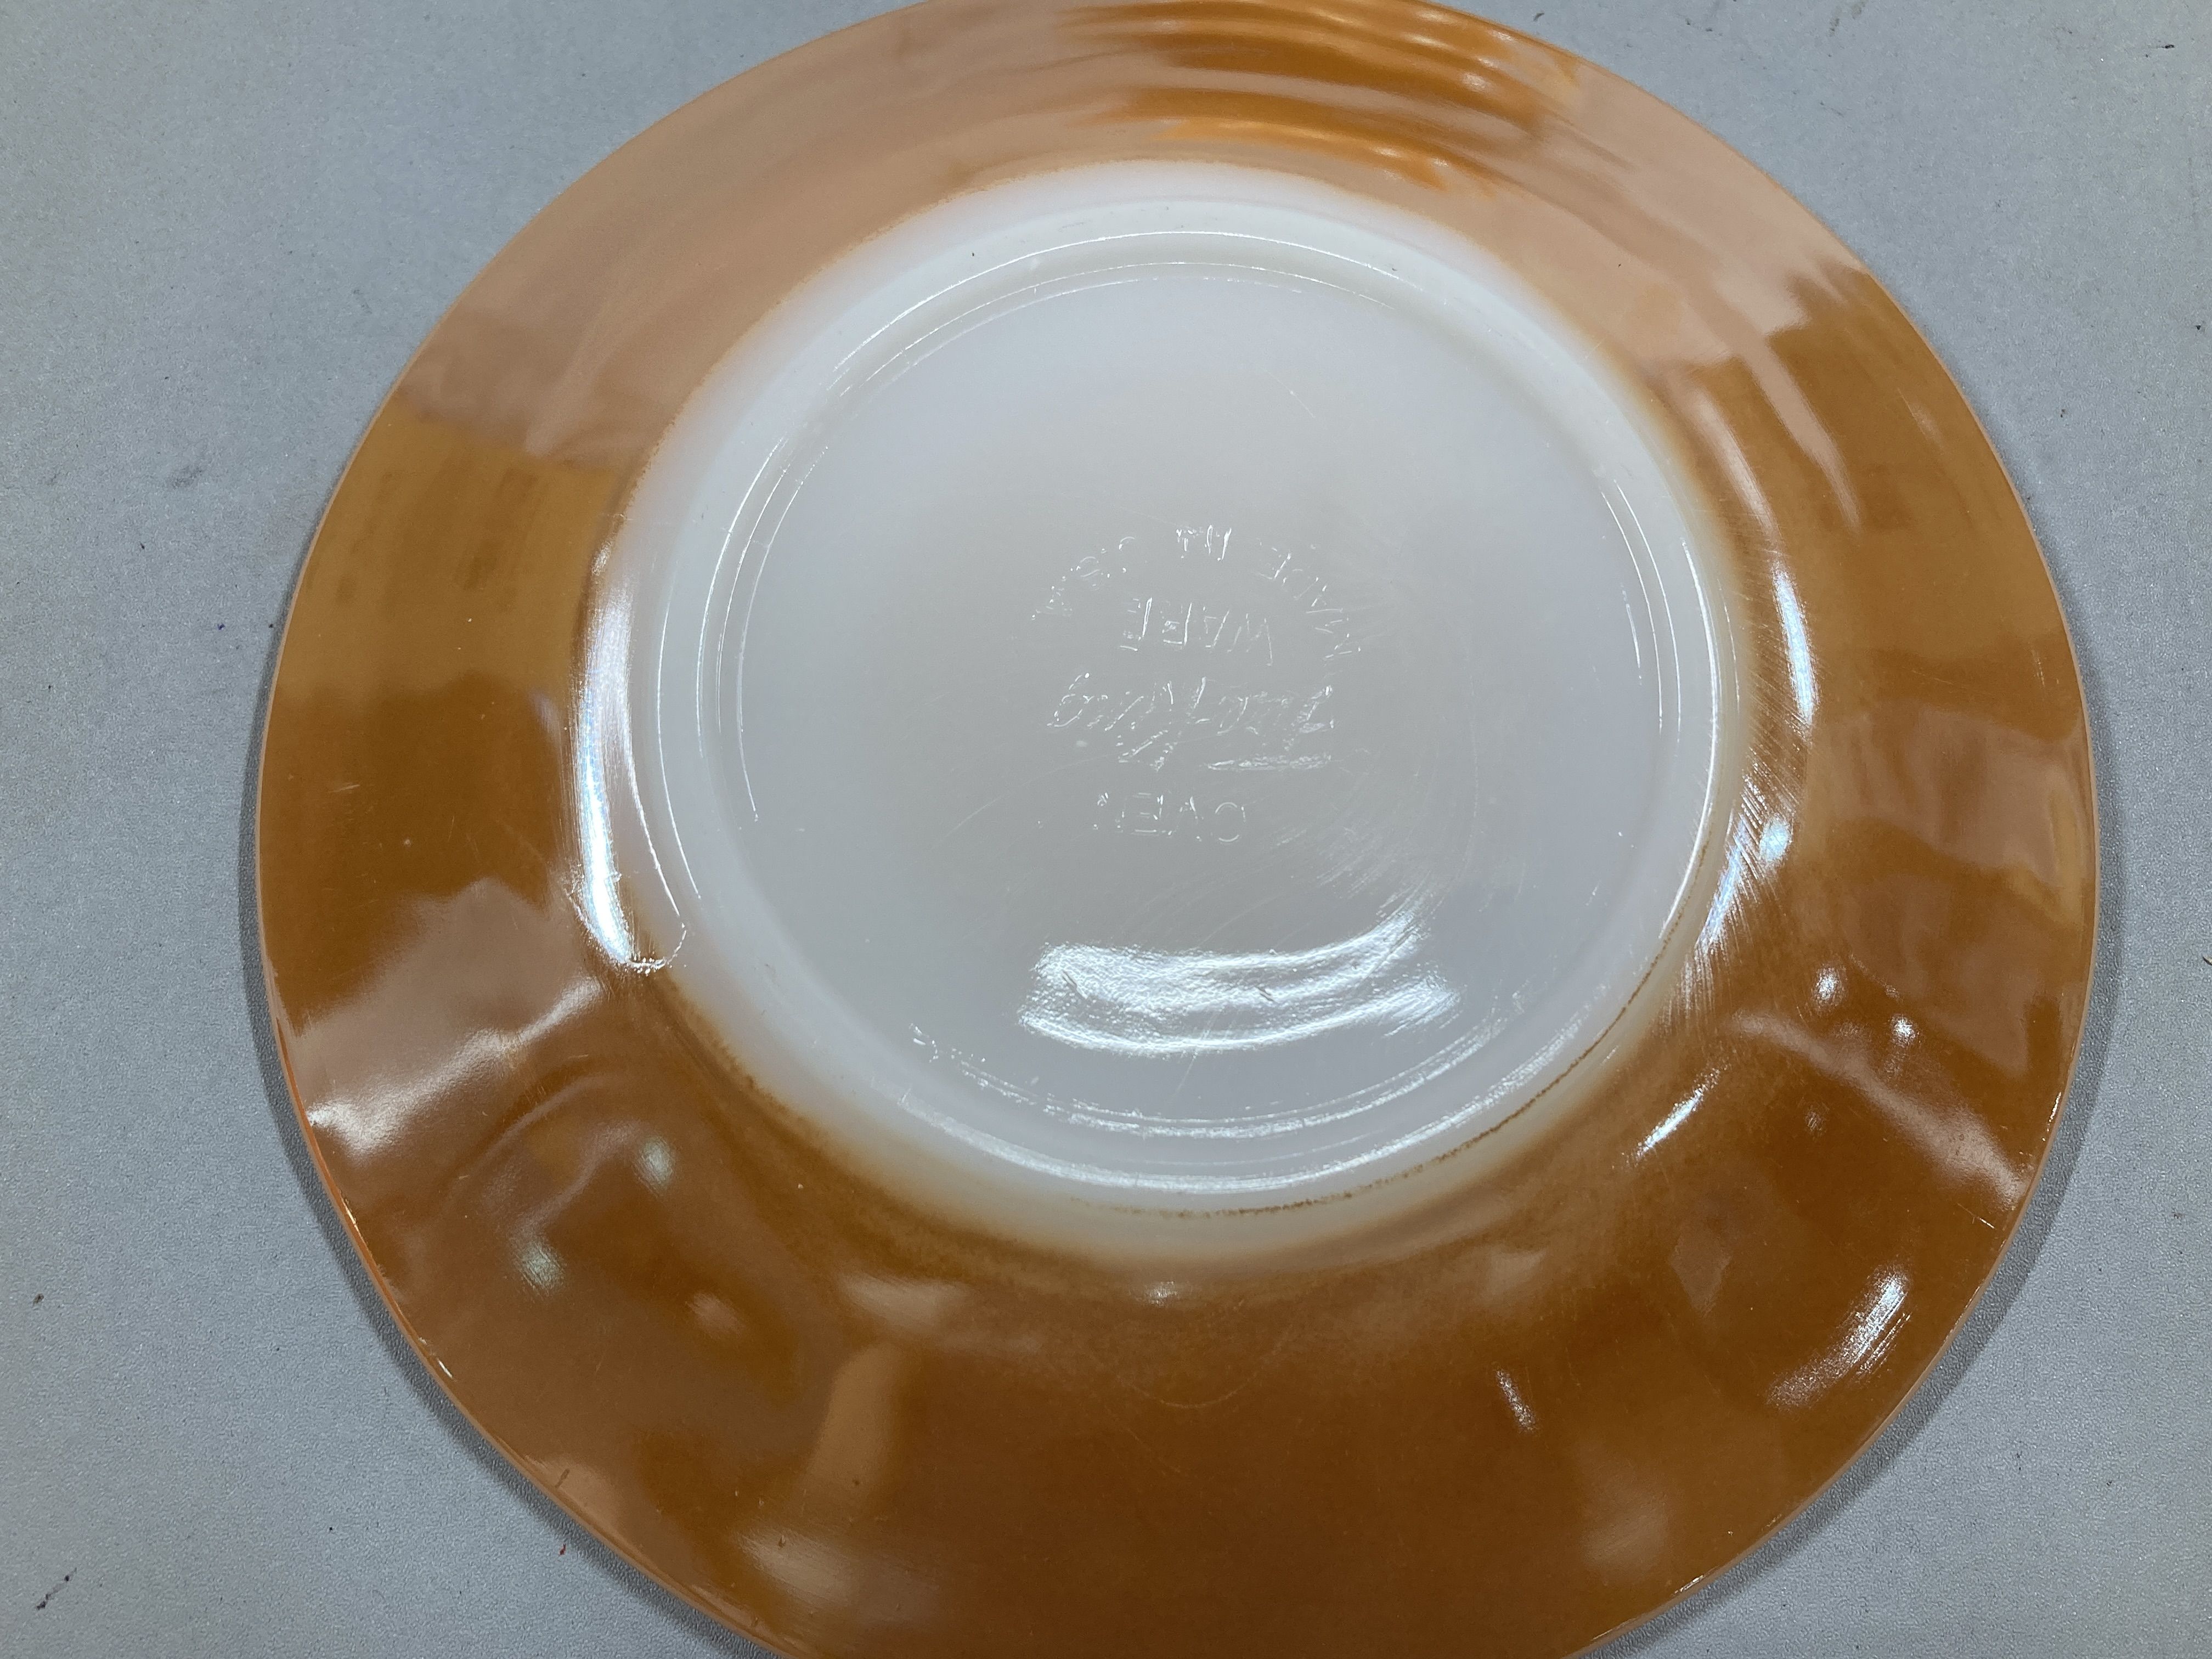 OVEN
Fire King
WARE
MADE IN U.S.A.